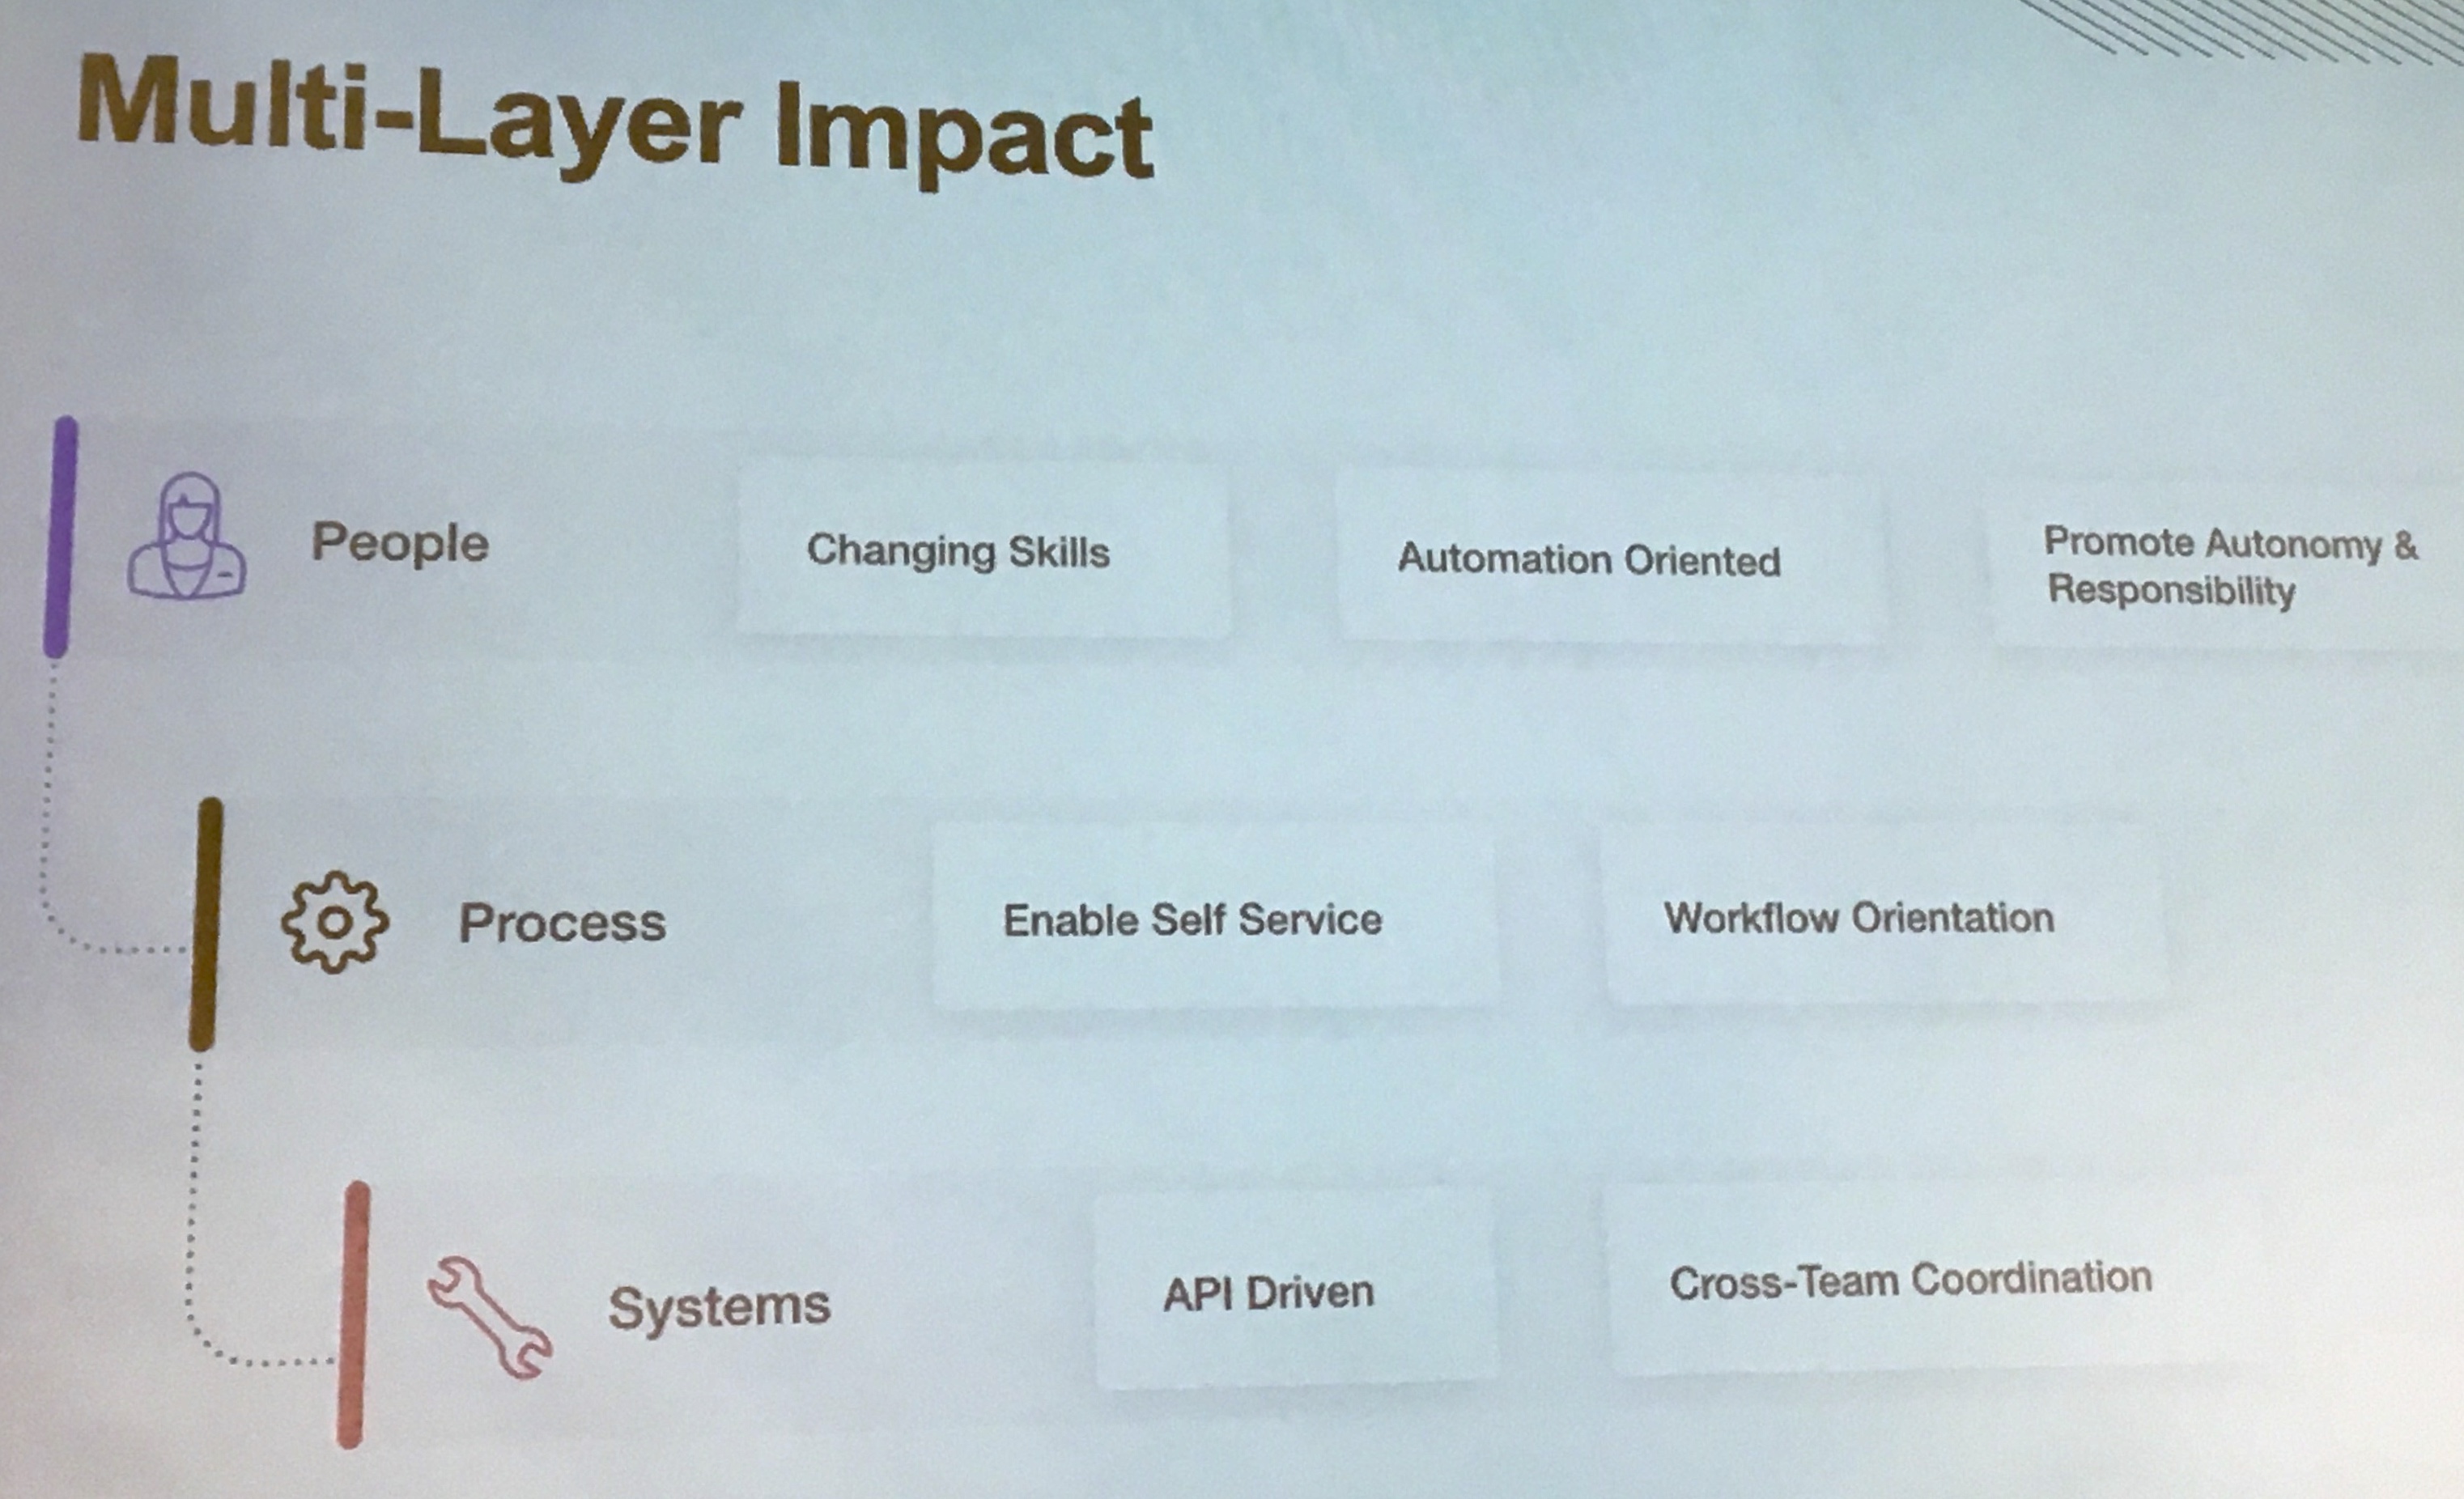 Multi-Layer Impact
People
Changing Skills
Automation Oriented
Promote Autonomy &
Responsibility
Process
Enable Self Service
Workflow Orientation
Systems
API Driven
Cross-Team Coordination